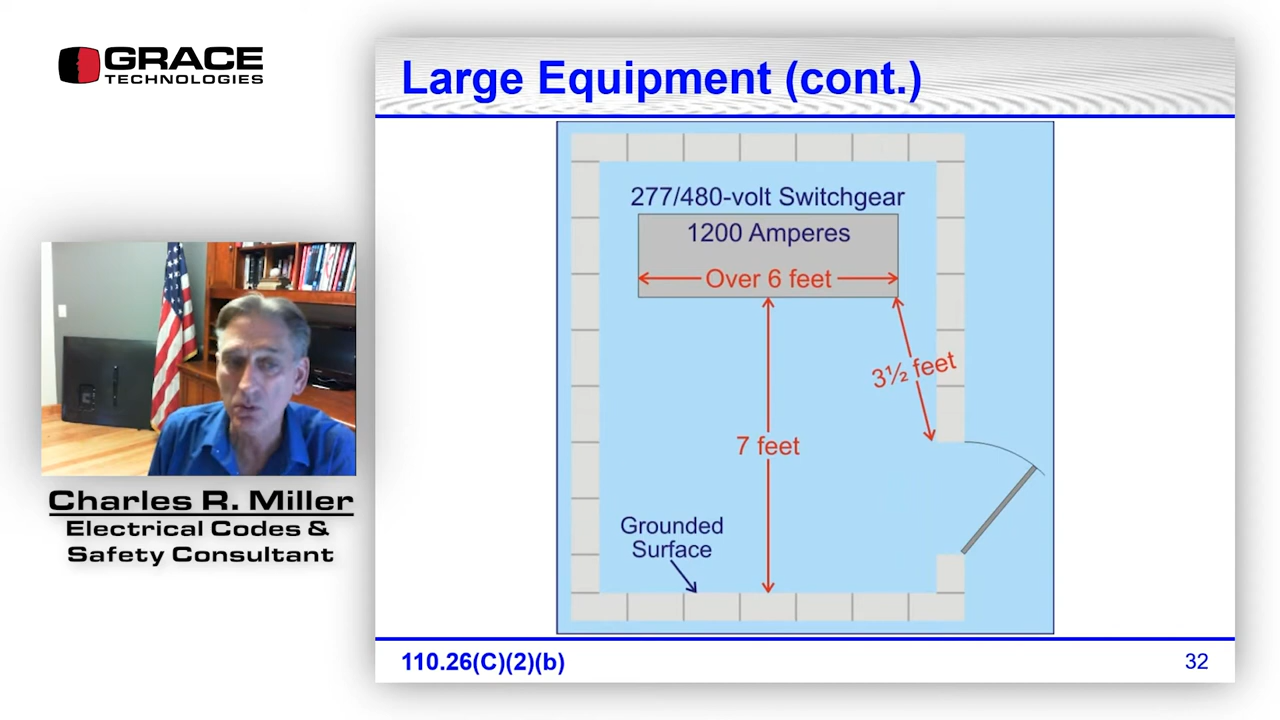 GRACE
TECHNOLOGIES
Large Equipment (cont.)
277/480-volt Switchgear
1200 Amperes
Over 6 feet
3½ feet
7 feet
Grounded
Surface
Charles R. Miller
Electrical Codes &
Safety Consultant
110.26(C)(2)(b)
32